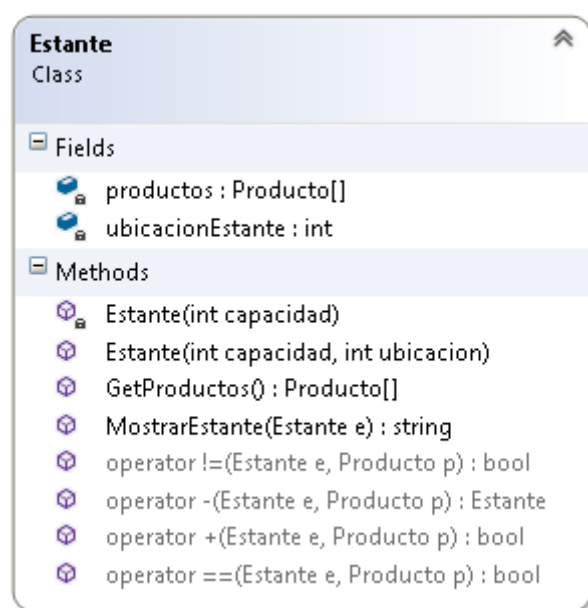 Estante
Class
Fields
productos : Producto[]
ubicacionEstante : int
Methods
Estante(int capacidad)
Estante(int capacidad, int ubicacion)
GetProductos() : Producto[]
MostrarEstante(Estante e) : string
operator !=(Estante e, Producto p) : bool
operator -(Estante e, Producto p) : Estante
operator +(Estante e, Producto p) : bool
operator ==(Estante e, Producto p) : bool